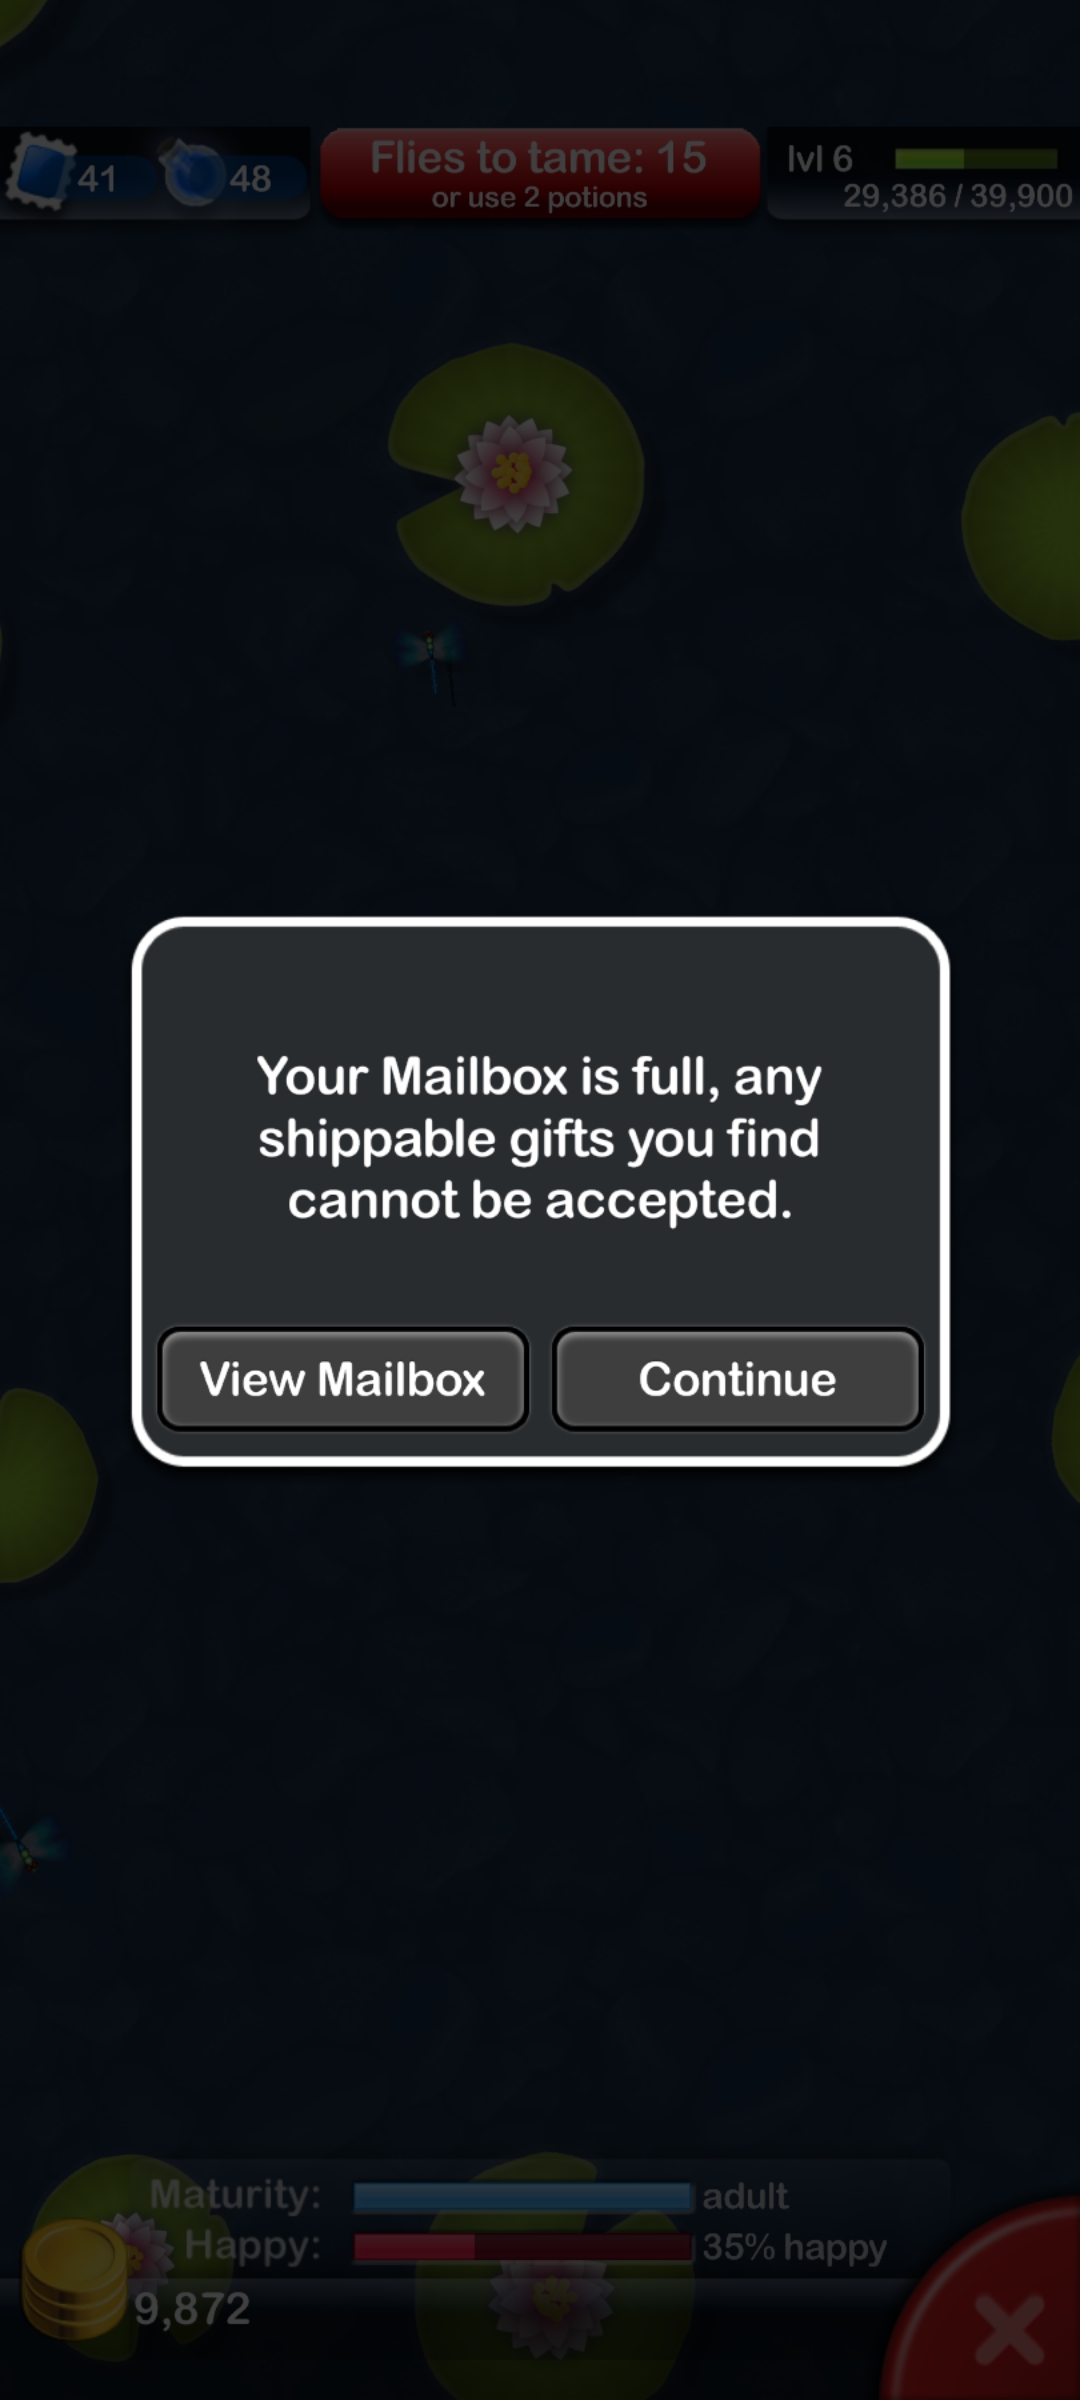 41
48
Flies to tame: 15
or use 2 potions
lvl 6
29,386 / 39,900
Your Mailbox is full, any
shippable gifts you find
cannot be accepted.
View Mailbox
Continue
Maturity:
adult
Happy:
35% happy
9,872